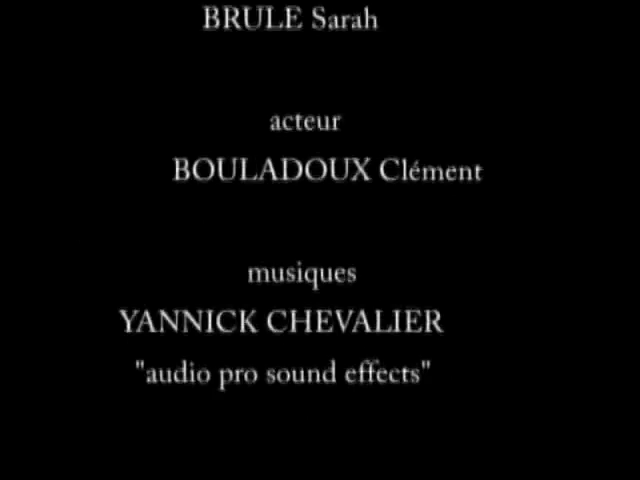 BRULE Sarah
acteur
BOULADOUX Clément
musiques
YANNICK CHEVALIER
"audio pro sound effects"